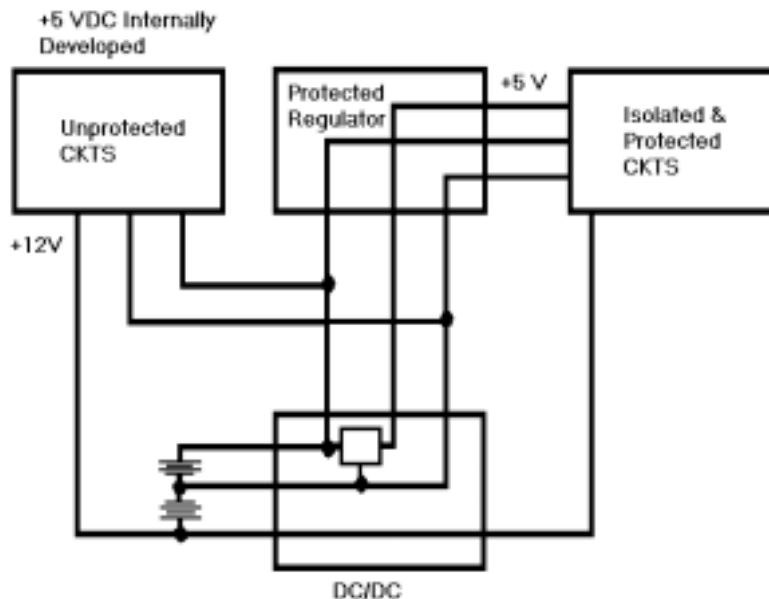 +5 VDC Internally
Developed
Unprotected
CKTS
Protected
Regulator
+5 V
Isolated &
Protected
CKTS
+12V
DC/DC